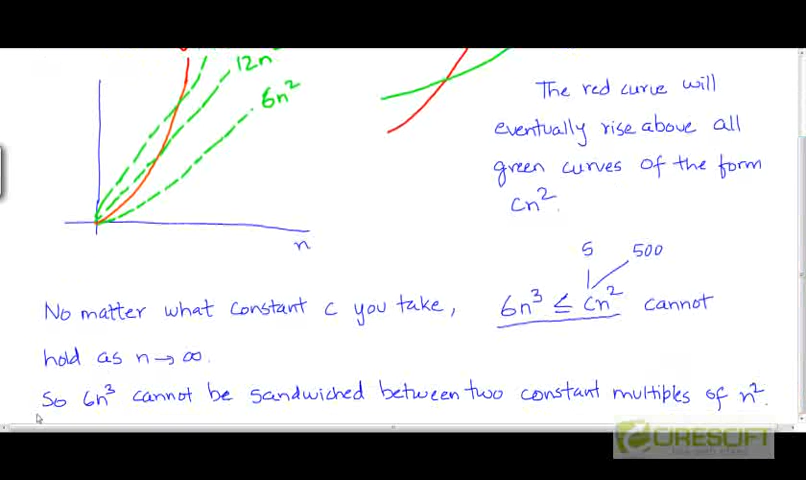 12n
6n²
n
The red curve will
eventually rise above all
green curves of the form
Cn².
5 500
No matter what constant c you take, 6n³ ≤ Cn² cannot
hold as n → ∞.
So 6n³ cannot be sandwiched between two constant multiples of n².
CIRESOFT